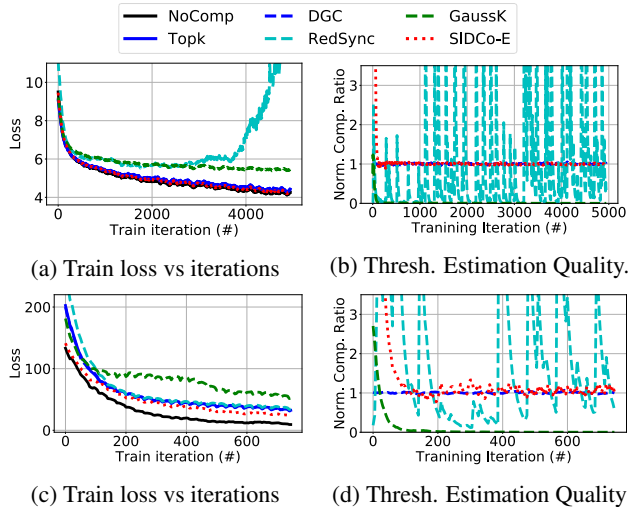 NoComp DGC GaussK
Topk RedSync SIDCo-E
10
8
6
4
Loss
0 2000 4000
Train iteration (#)
3
2
1
0
Norm. Comp. Ratio
0 1000 2000 3000 4000 5000
Tranining Iteration (#)
(a) Train loss vs iterations
(b) Thresh. Estimation Quality.
200
100
0
Loss
0 200 400 600
Train iteration (#)
3
2
1
0
Norm. Comp. Ratio
0 200 400 600
Tranining Iteration (#)
(c) Train loss vs iterations
(d) Thresh. Estimation Quality